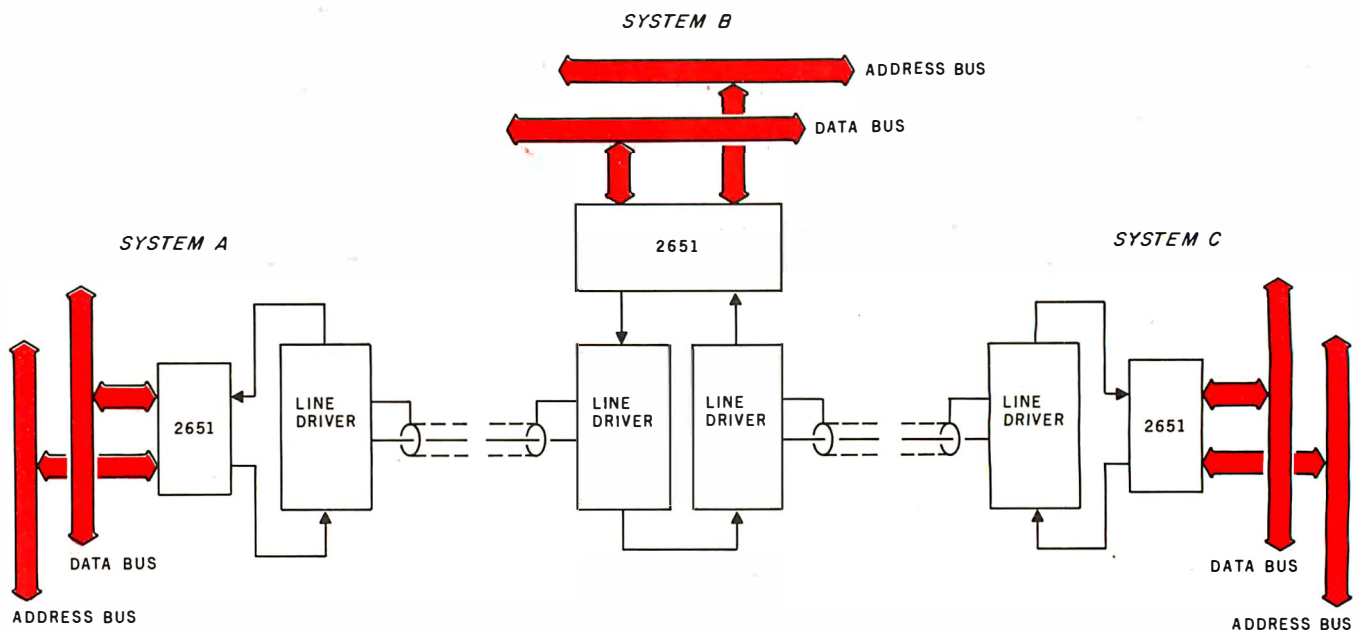 SYSTEM B
ADDRESS BUS
DATA BUS
2651
SYSTEM A
SYSTEM C
2651
LINE
DRIVER
LINE
DRIVER
LINE
DRIVER
LINE
DRIVER
2651
DATA BUS
ADDRESS BUS
DATA BUS
ADDRESS BUS